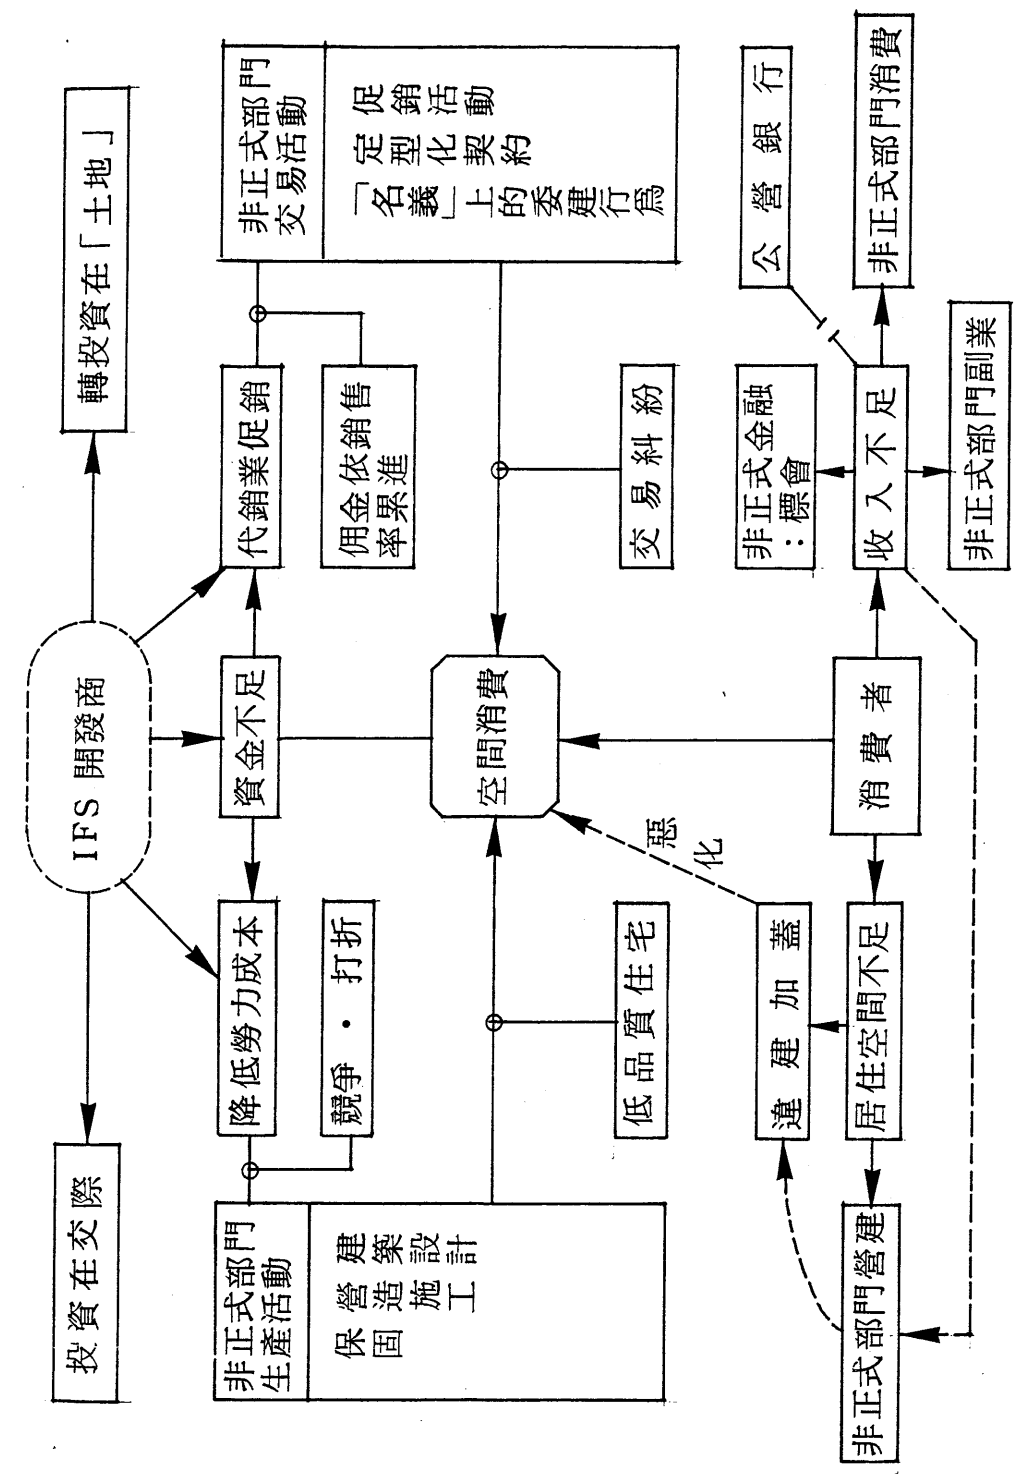 投資在交際
IFS 開發商
轉投資在「土地」
降低勞力成本
資金不足
代銷業促銷
非正式部門
生產活動
競爭・打折
佣金依銷售
率累進
非正式部門
交易活動
建築設計
營造施工
保固
促銷活動
定型化契約
「名義」上的委建行爲
空間消費
低品質住宅
交易糾紛
惡化
違建加蓋
非正式金融
：標會
公營銀行
居住空間不足
消費者
收入不足
非正式部門營建
非正式部門消費
非正式部門副業